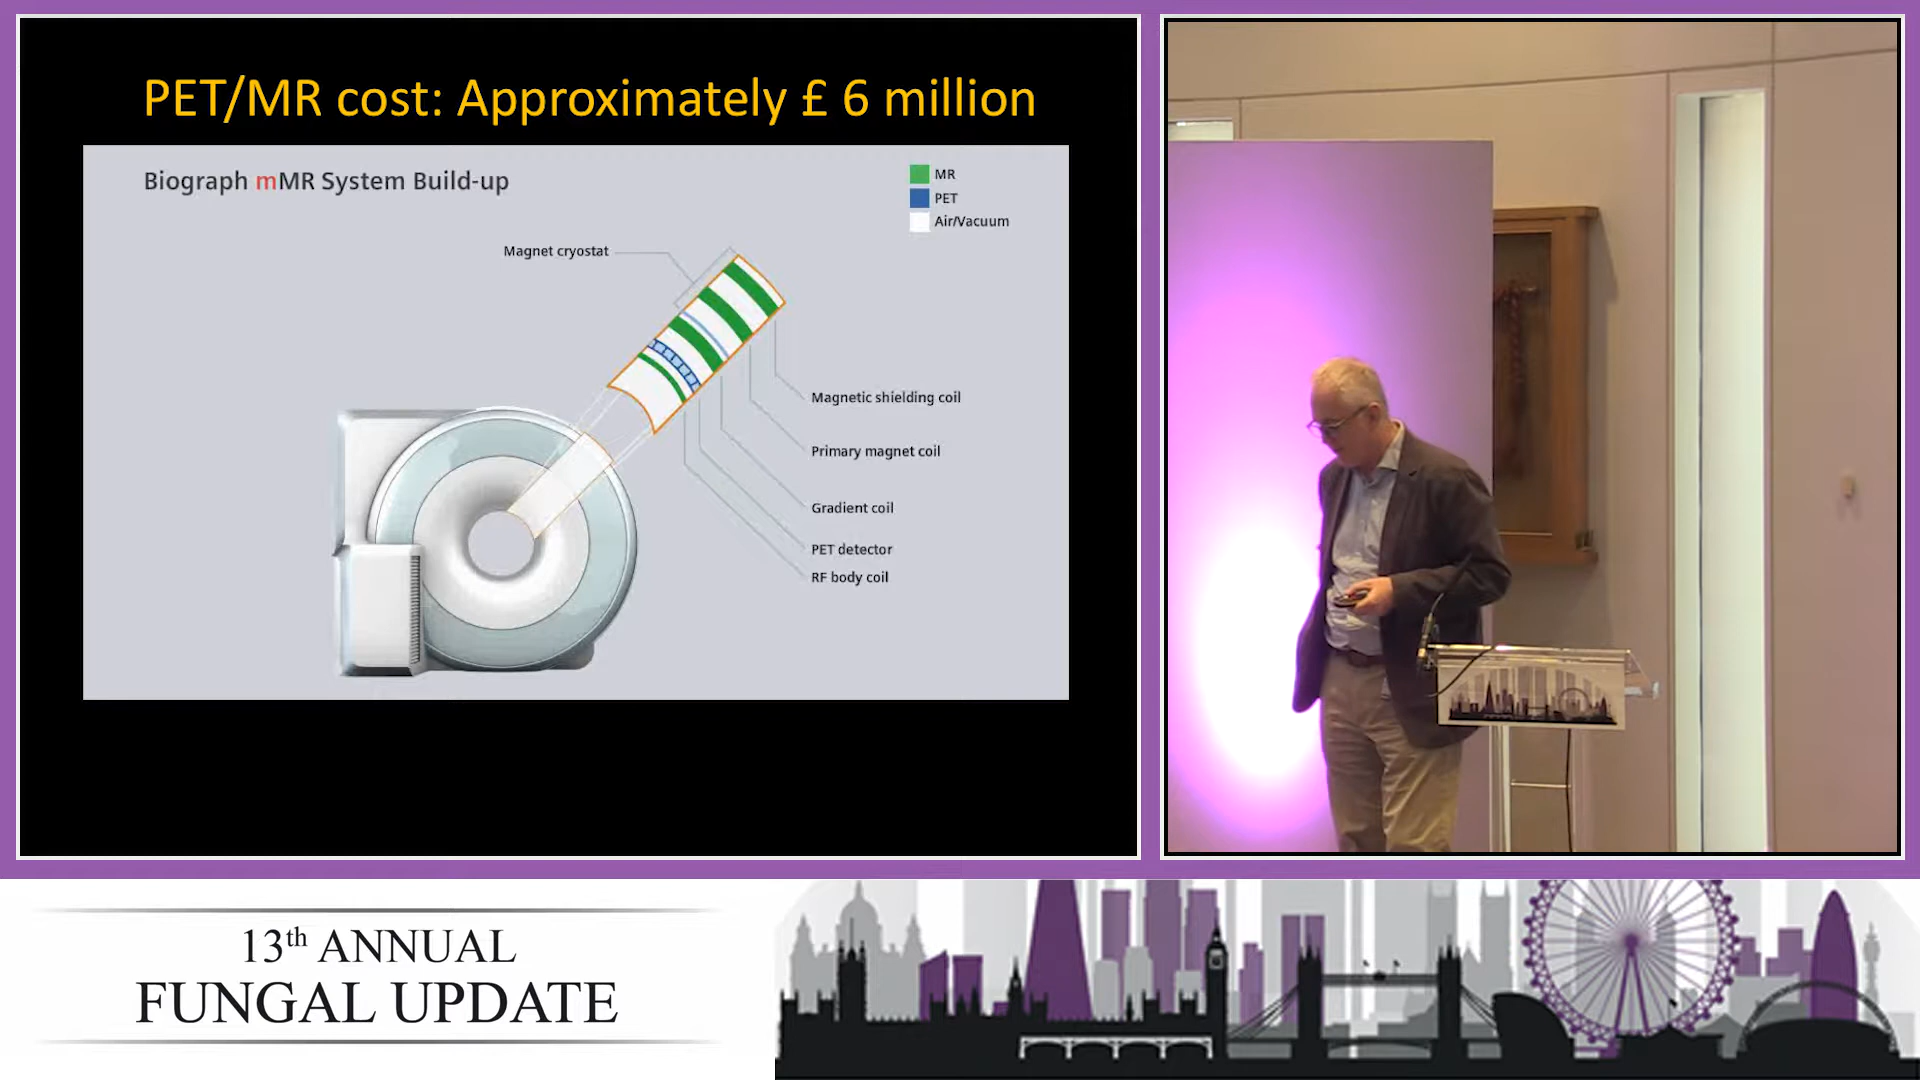 PET/MR cost: Approximately £ 6 million
Biograph mMR System Build-up
MR
PET
Air/Vacuum
Magnet cryostat
Magnetic shielding coil
Primary magnet coil
Gradient coil
PET detector
RF body coil
13th ANNUAL
FUNGAL UPDATE